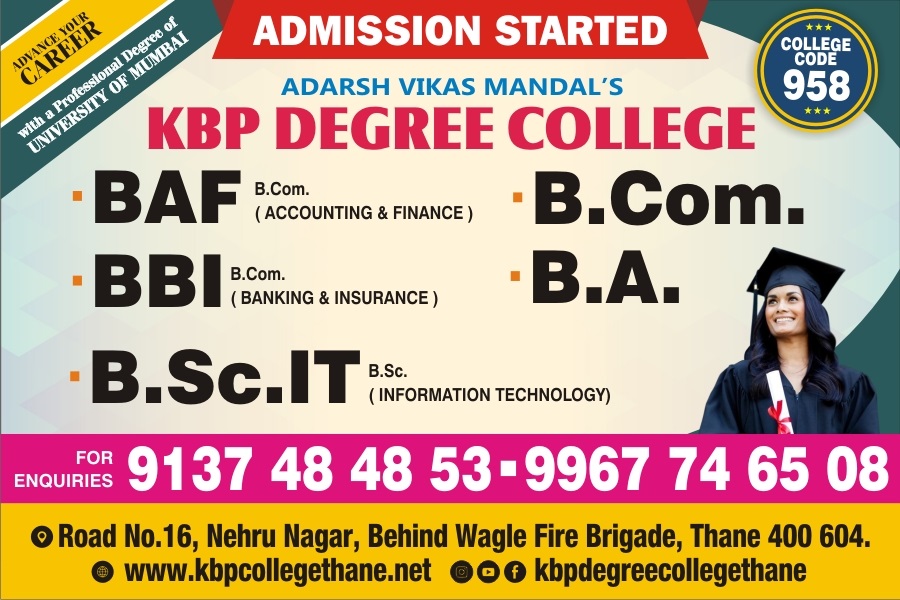 ADVANCE YOUR
CAREER
with a Professional Degree of
UNIVERSITY OF MUMBAI
ADMISSION STARTED
COLLEGE
CODE
958
ADARSH VIKAS MANDAL'S
KBP DEGREE COLLEGE
BAF B.Com.
( ACCOUNTING & FINANCE )
B.Com.
BBI B.Com.
( BANKING & INSURANCE )
B.A.
B.Sc.IT B.Sc.
( INFORMATION TECHNOLOGY)
FOR
ENQUIRIES
9137 48 48 53 ▪ 9967 74 65 08
Road No.16, Nehru Nagar, Behind Wagle Fire Brigade, Thane 400 604.
www.kbpcollegethane.net kbpdegreecollegethane